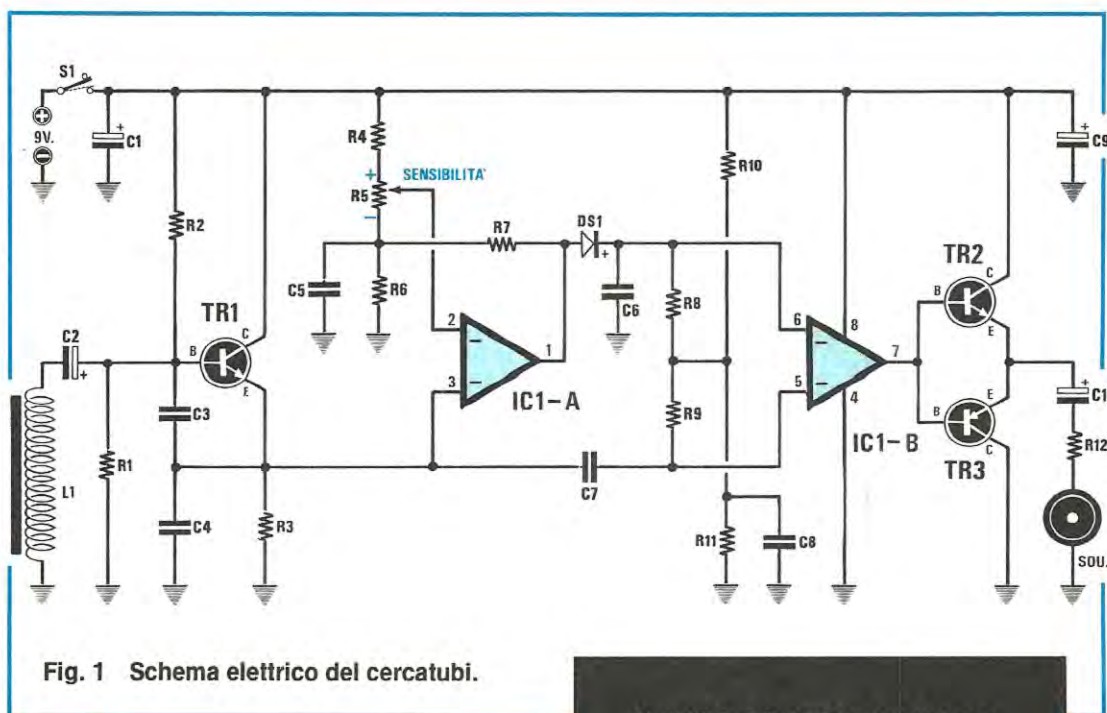 S1
9V.
C1
R2
R4
R5
SENSIBILITA'
R7
DS1
R10
C9
C5
R6
C6
R8
TR1
B
C
E
C2
L1
R1
C3
C4
R3
2
3
1
IC1-A
C7
R9
6
5
8
4
7
IC1-B
R11
C8
TR2
B
C
E
TR3
B
E
C
C1
R12
SOU.
Fig. 1 Schema elettrico del cercatubi.